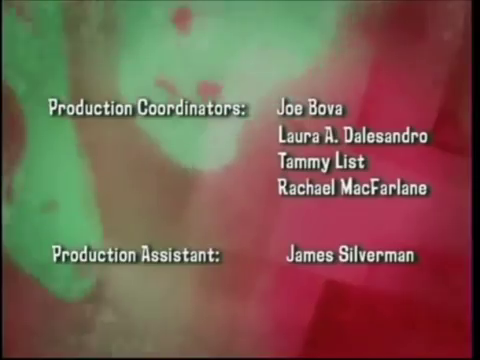 Production Coordinators: Joe Bova
Laura A. Dalesandro
Tammy List
Rachael MacFarlane
Production Assistant: James Silverman